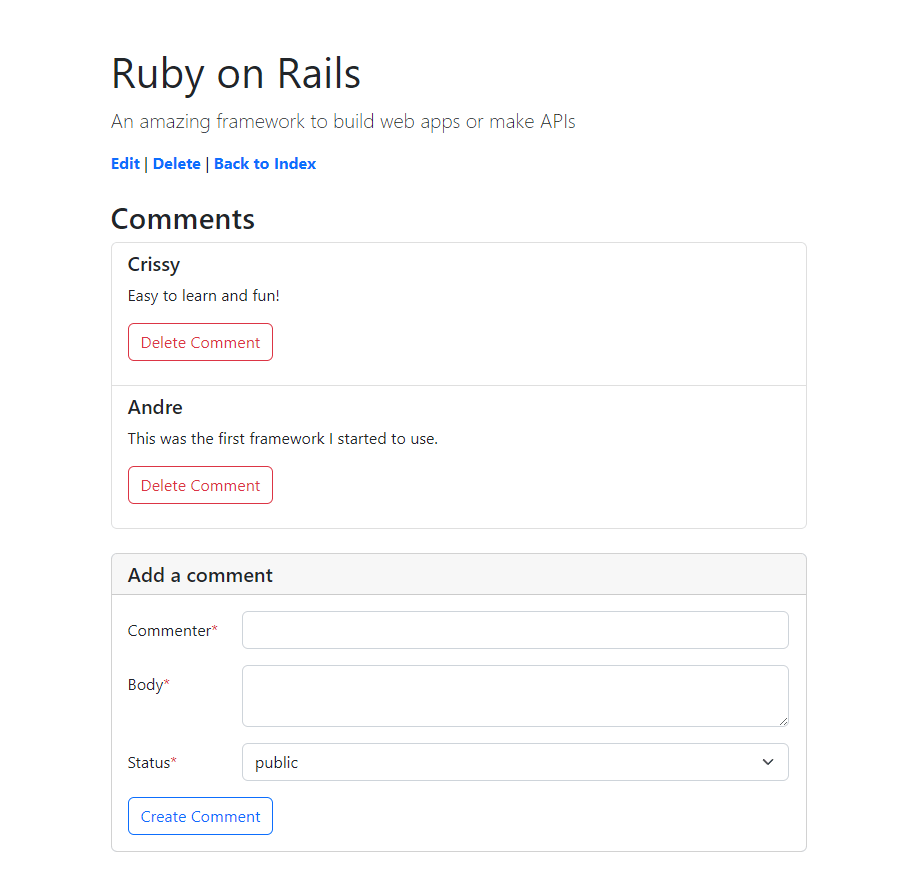 Ruby on Rails
An amazing framework to build web apps or make APIs
Edit | Delete | Back to Index
Comments
Crissy
Easy to learn and fun!
Delete Comment
Andre
This was the first framework I started to use.
Delete Comment
Add a comment
Commenter*
Body*
Status* public
Create Comment